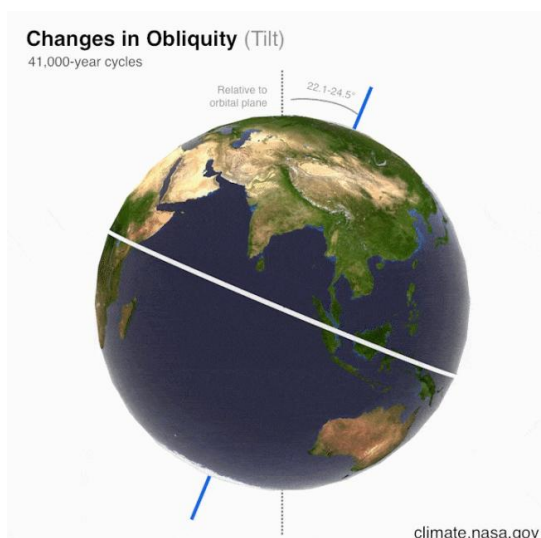 Changes in Obliquity (Tilt)
41,000-year cycles
Relative to
orbital plane
22.1-24.5°
climate.nasa.gov